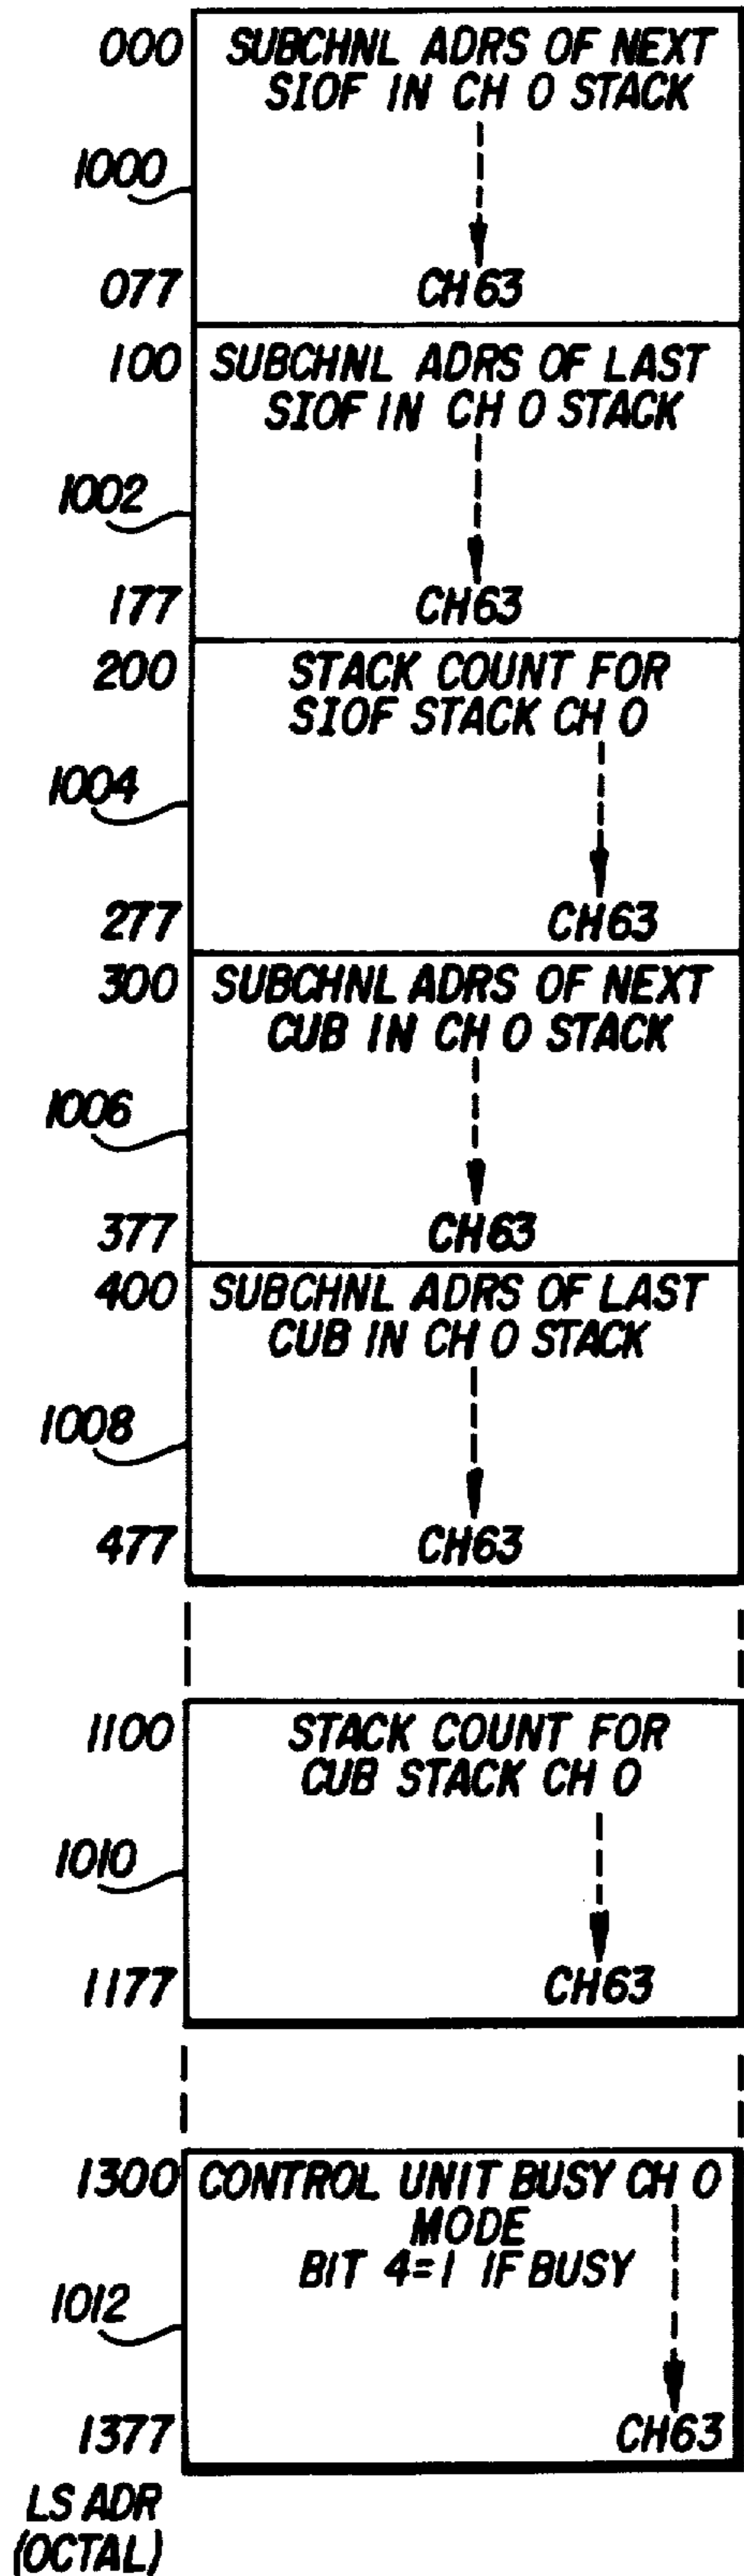 000 SUBCHNL ADRS OF NEXT
SIOF IN CH 0 STACK
1000
077 CH63
100 SUBCHNL ADRS OF LAST
SIOF IN CH 0 STACK
1002
177 CH63
200 STACK COUNT FOR
SIOF STACK CH 0
1004
277 CH63
300 SUBCHNL ADRS OF NEXT
CUB IN CH 0 STACK
1006
377 CH63
400 SUBCHNL ADRS OF LAST
CUB IN CH 0 STACK
1008
477 CH63
1100 STACK COUNT FOR
CUB STACK CH 0
1010
1177 CH63
1300 CONTROL UNIT BUSY CH 0
MODE
BIT 4=1 IF BUSY
1012
1377 CH63
LS ADR
(OCTAL)